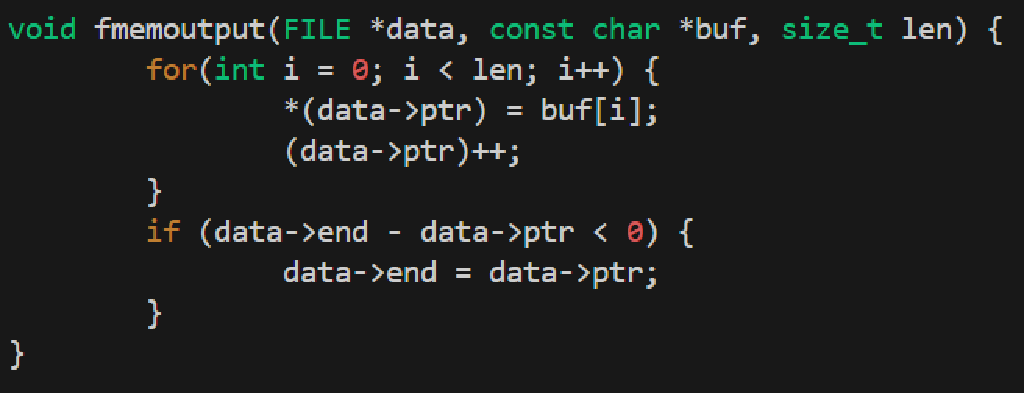 void fmemoutput(FILE *data, const char *buf, size_t len) {
        for(int i = 0; i < len; i++) {
                *(data->ptr) = buf[i];
                (data->ptr)++;
        }
        if (data->end - data->ptr < 0) {
                data->end = data->ptr;
        }
}